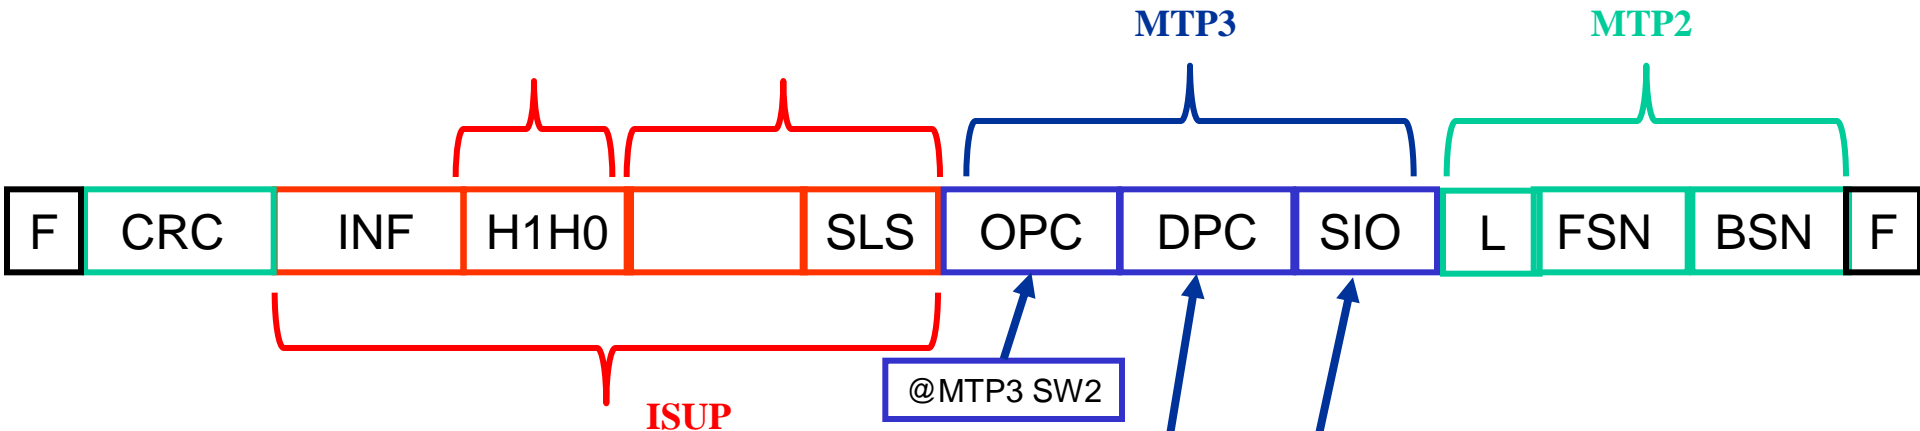 MTP3 MTP2
F CRC INF H1H0 SLS OPC DPC SIO L FSN BSN F
@MTP3 SW2
ISUP